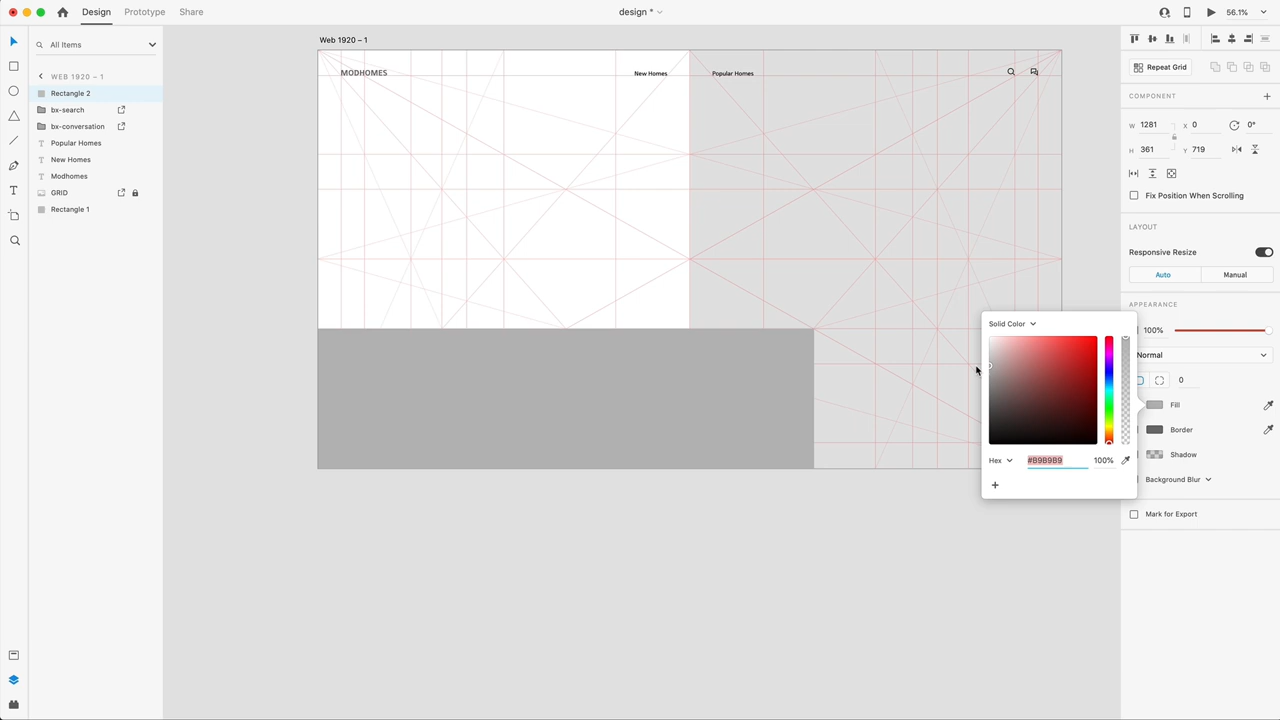 Design
Prototype
Share
design *
56.1%
All Items
WEB 1920 – 1
Rectangle 2
bx-search
bx-conversation
Popular Homes
New Homes
Modhomes
GRID
Rectangle 1
Web 1920 – 1
MODHOMES
New Homes
Popular Homes
Repeat Grid
COMPONENT
W 1281 X 0 0°
H 361 Y 719
Fix Position When Scrolling
LAYOUT
Responsive Resize
Auto
Manual
APPEARANCE
100%
Normal
0
Fill
Border
Shadow
Background Blur
Mark for Export
Solid Color
Hex #B9B9B9 100%